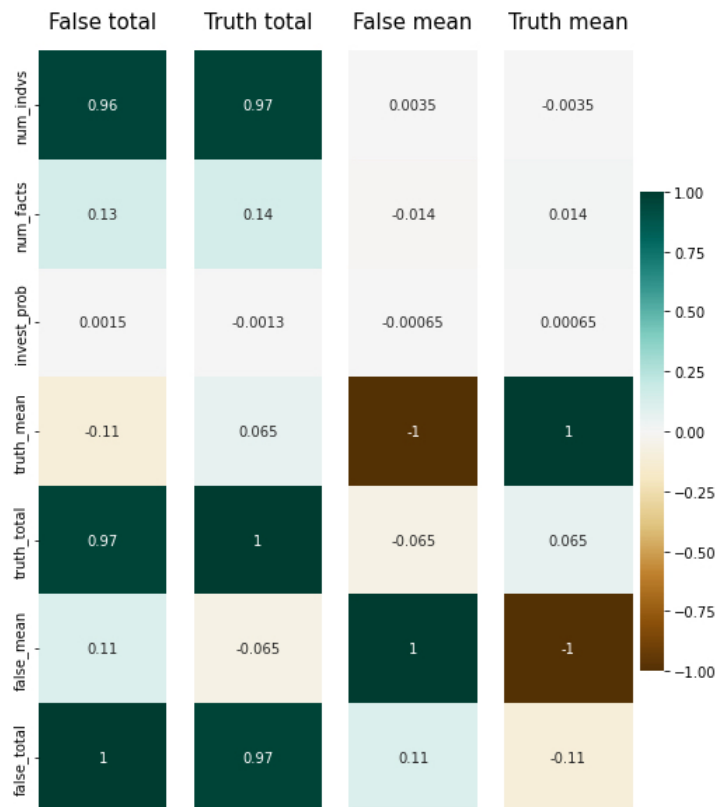 False total Truth total False mean Truth mean
num_indvs 0.96 0.97 0.0035 -0.0035
num_facts 0.13 0.14 -0.014 0.014
invest_prob 0.0015 -0.0013 -0.00065 0.00065
truth_mean -0.11 0.065 -1 1
truth_total 0.97 1 -0.065 0.065
false_mean 0.11 -0.065 1 -1
false_total 1 0.97 0.11 -0.11
1.00
0.75
0.50
0.25
0.00
−0.25
−0.50
−0.75
−1.00